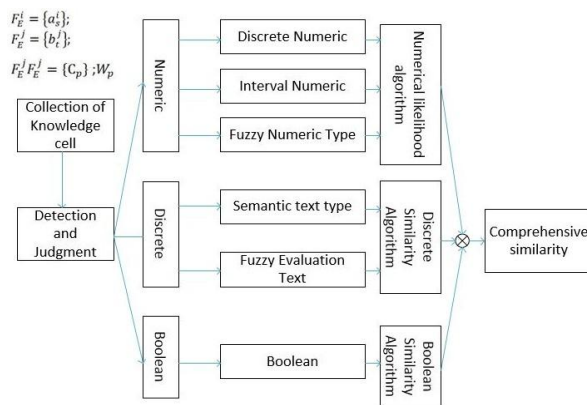 F_E^i = {a_s^i};
F_E^j = {b_t^j};
F_E^j F_E^j = {C_p} ;W_p
Collection of
Knowledge
cell
Detection
and
Judgment
Numeric
Discrete
Boolean
Discrete Numeric
Interval Numeric
Fuzzy Numeric Type
Semantic text type
Fuzzy Evaluation
Text
Boolean
Numerical likelihood
algorithm
Discrete
Similarity
Algorithm
Boolean
Similarity
Algorithm
Comprehensive
similarity